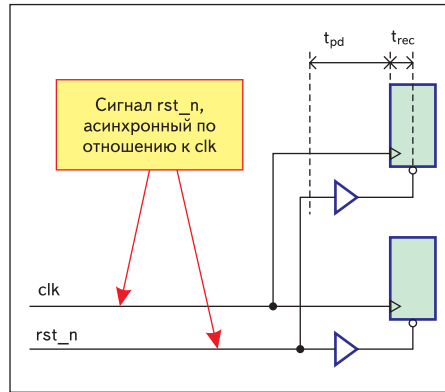 tpd
trec
Сигнал rst_n,
асинхронный по
отношению к clk
clk
rst_n